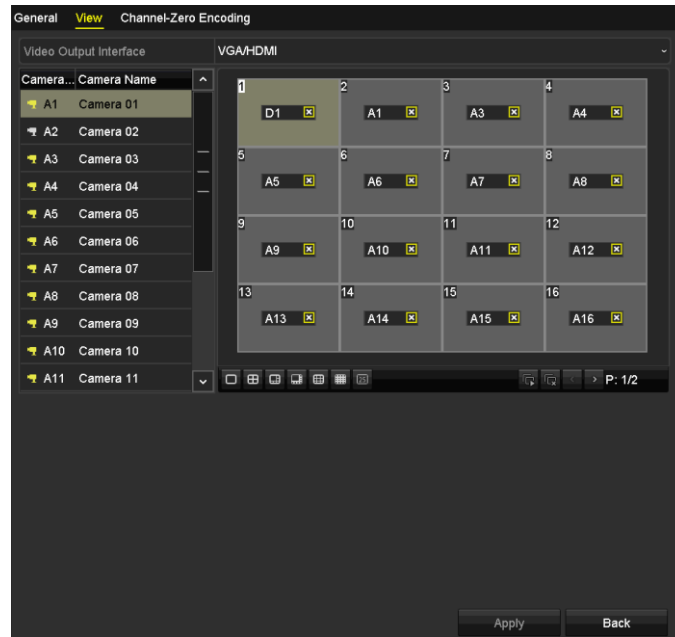 General View Channel-Zero Encoding
Video Output Interface VGA/HDMI
Camera... Camera Name
A1 Camera 01
A2 Camera 02
A3 Camera 03
A4 Camera 04
A5 Camera 05
A6 Camera 06
A7 Camera 07
A8 Camera 08
A9 Camera 09
A10 Camera 10
A11 Camera 11
1 2 3 4
D1 A1 A3 A4
5 6 7 8
A5 A6 A7 A8
9 10 11 12
A9 A10 A11 A12
13 14 15 16
A13 A14 A15 A16
25 P: 1/2
Apply Back